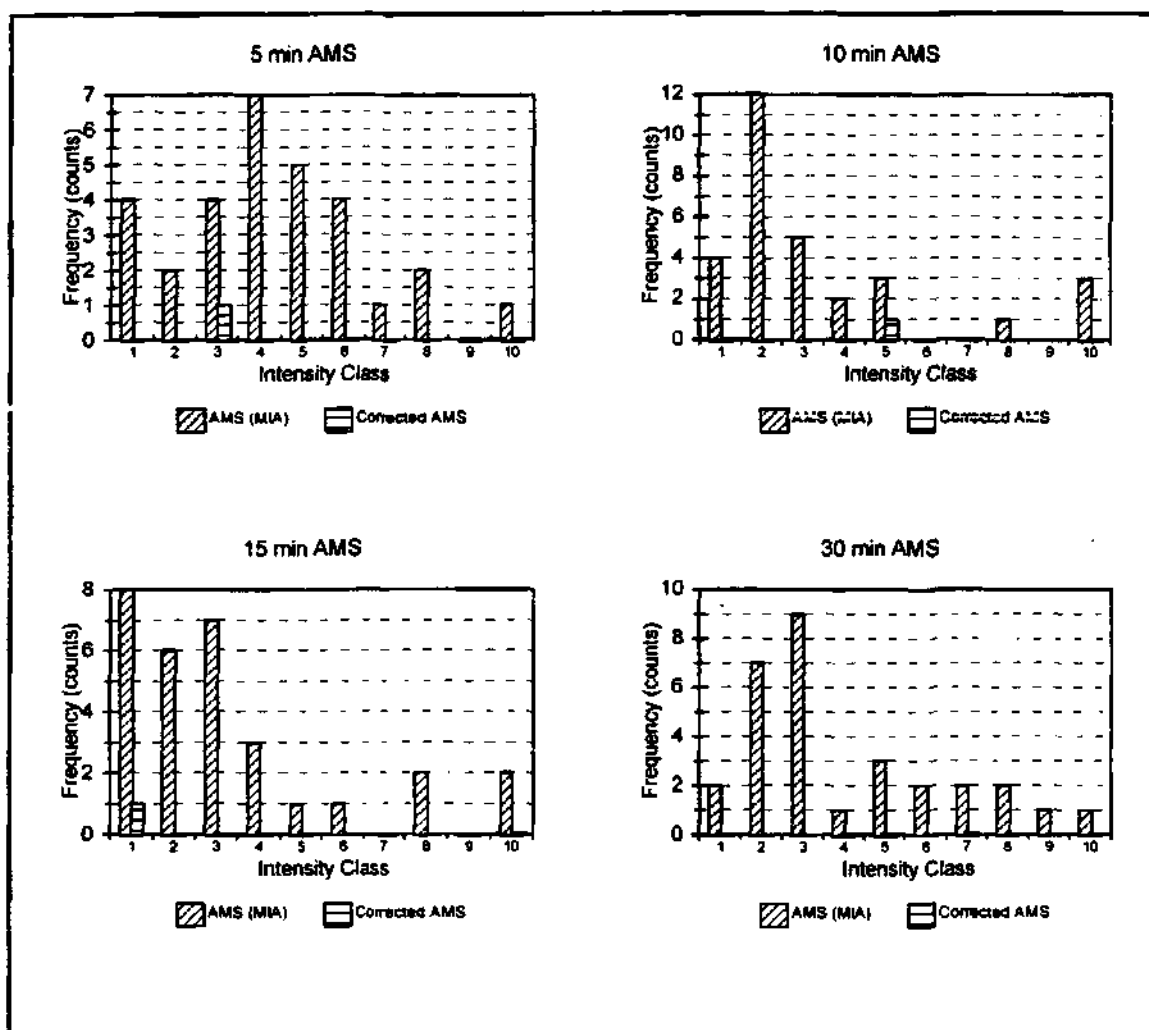 5 min AMS
Frequency (counts)
7
6
5
4
3
2
1
0
1 2 3 4 5 6 7 8 9 10
Intensity Class
AMS (MIA) Corrected AMS
10 min AMS
Frequency (counts)
12
10
8
6
4
2
0
1 2 3 4 5 6 7 8 9 10
Intensity Class
AMS (MIA) Corrected AMS
15 min AMS
Frequency (counts)
8
6
4
2
0
1 2 3 4 5 6 7 8 9 10
Intensity Class
AMS (MIA) Corrected AMS
30 min AMS
Frequency (counts)
10
8
6
4
2
0
1 2 3 4 5 6 7 8 9 10
Intensity Class
AMS (MIA) Corrected AMS